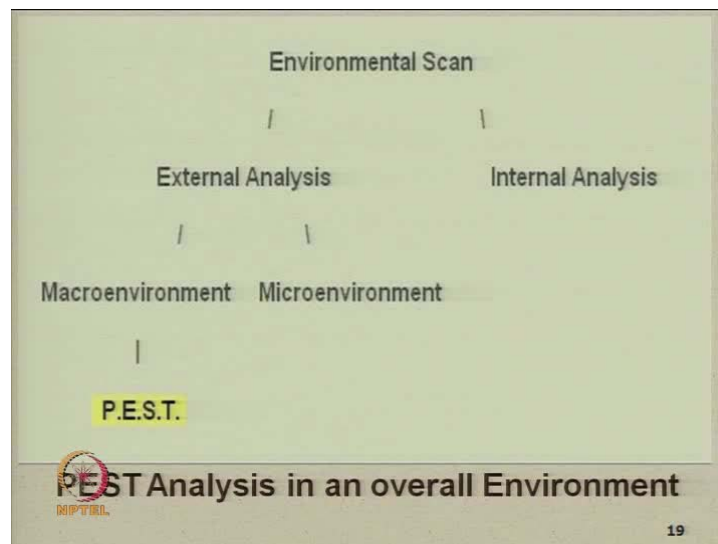 Environmental Scan
/ \
External Analysis Internal Analysis
/ \
Macroenvironment Microenvironment
|
P.E.S.T.
PEST Analysis in an overall Environment
NPTEL
19